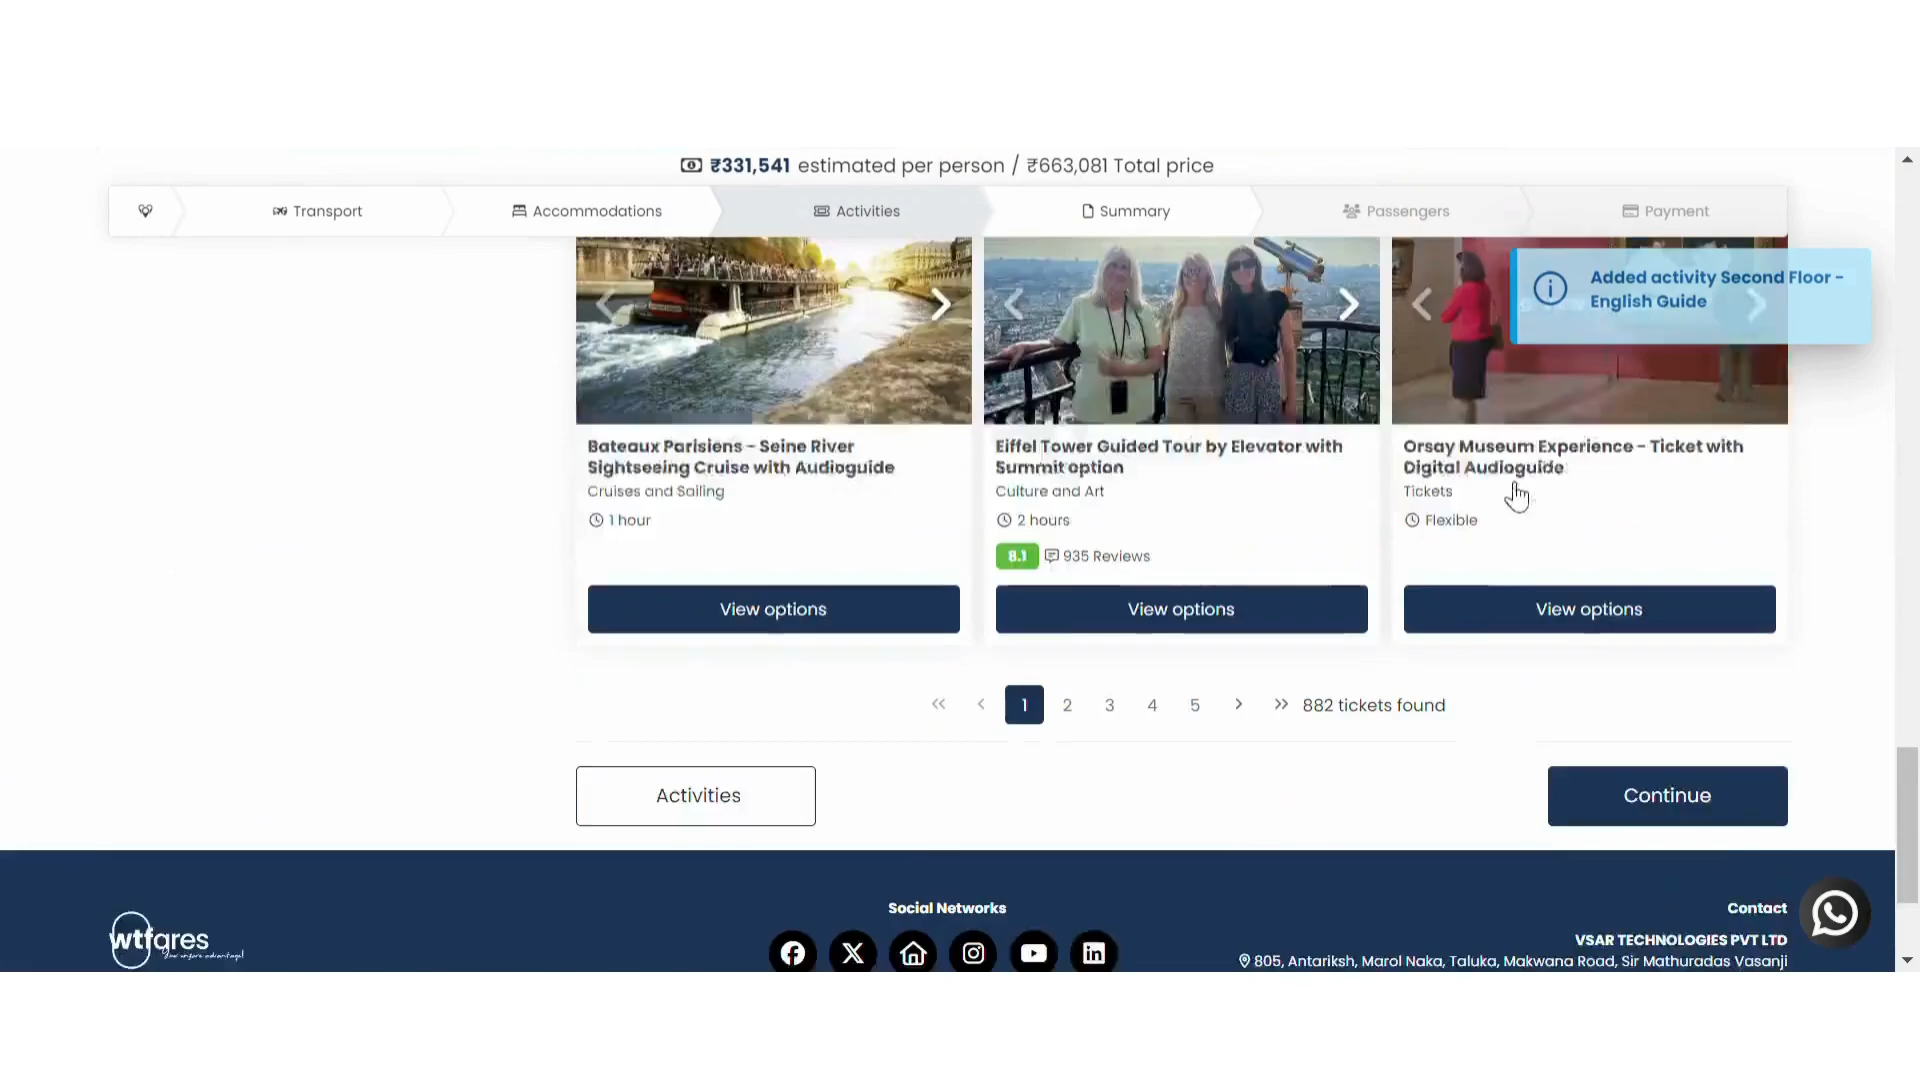 ₹331,541 estimated per person / ₹663,081 Total price
Transport
Accommodations
Activities
Summary
Passengers
Payment
Added activity Second Floor -
English Guide
Bateaux Parisiens - Seine River
Sightseeing Cruise with Audioguide
Cruises and Sailing
1 hour
View options
Eiffel Tower Guided Tour by Elevator with
Summit option
Culture and Art
2 hours
8.1 935 Reviews
View options
Orsay Museum Experience - Ticket with
Digital Audioguide
Tickets
Flexible
View options
« ‹ 1 2 3 4 5 › » 882 tickets found
Activities
Continue
wtfares
Social Networks
Contact
VSAR TECHNOLOGIES PVT LTD
805, Antariksh, Marol Naka, Taluka, Makwana Road, Sir Mathuradas Vasanji